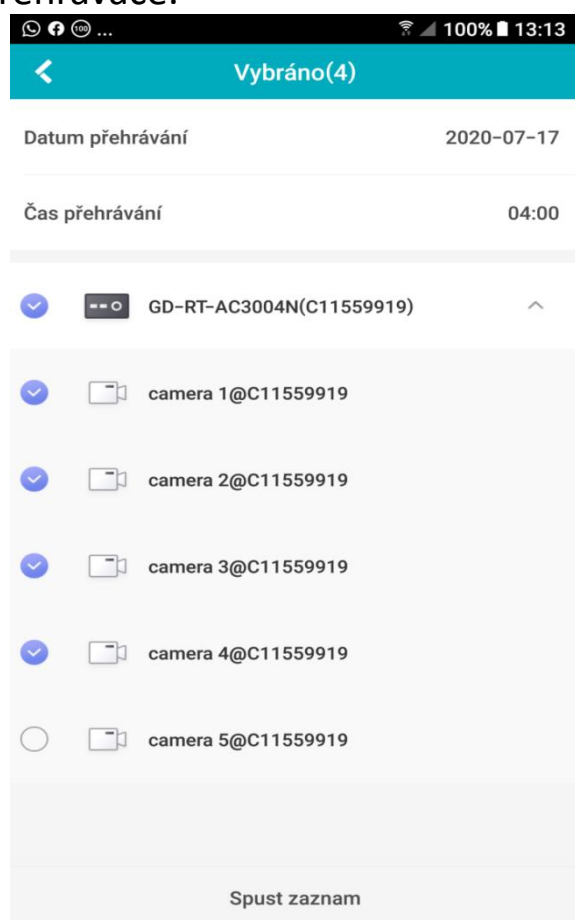 100 ... 100% 13:13
Vybráno(4)
Datum přehrávání 2020-07-17
Čas přehrávání 04:00
GD-RT-AC3004N(C11559919)
camera 1@C11559919
camera 2@C11559919
camera 3@C11559919
camera 4@C11559919
camera 5@C11559919
Spust zaznam